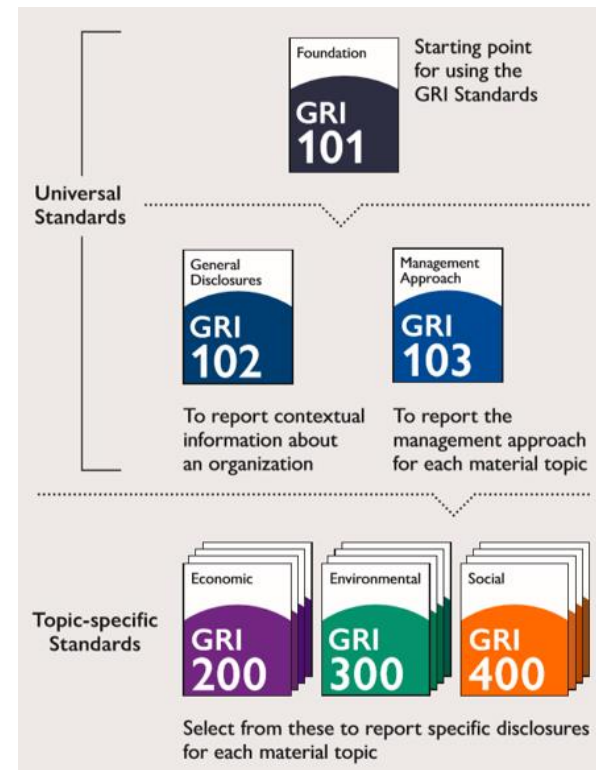 Foundation
GRI
101
Starting point
for using the
GRI Standards
Universal
Standards
General
Disclosures
GRI
102
Management
Approach
GRI
103
To report contextual
information about
an organization
To report the
management approach
for each material topic
Topic-specific
Standards
Economic
GRI
200
Environmental
GRI
300
Social
GRI
400
Select from these to report specific disclosures
for each material topic